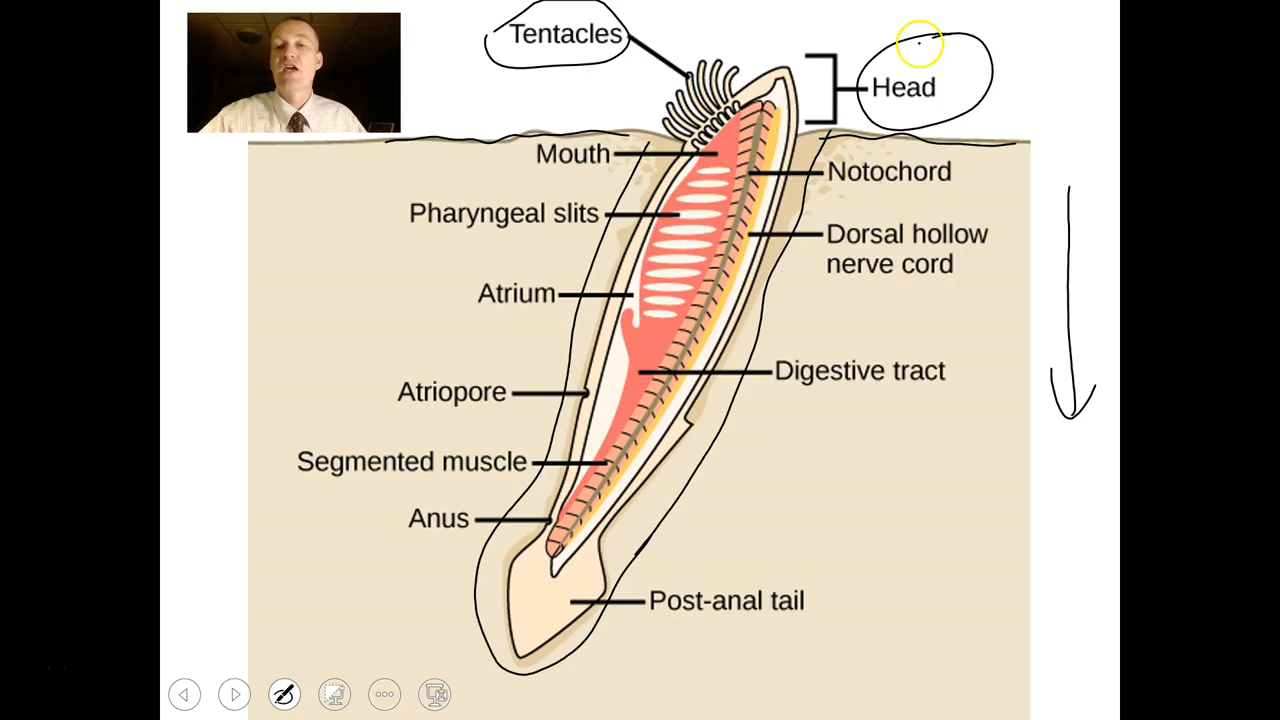 Tentacles
Head
Mouth
Notochord
Pharyngeal slits
Dorsal hollow
nerve cord
Atrium
Digestive tract
Atriopore
Segmented muscle
Anus
Post-anal tail